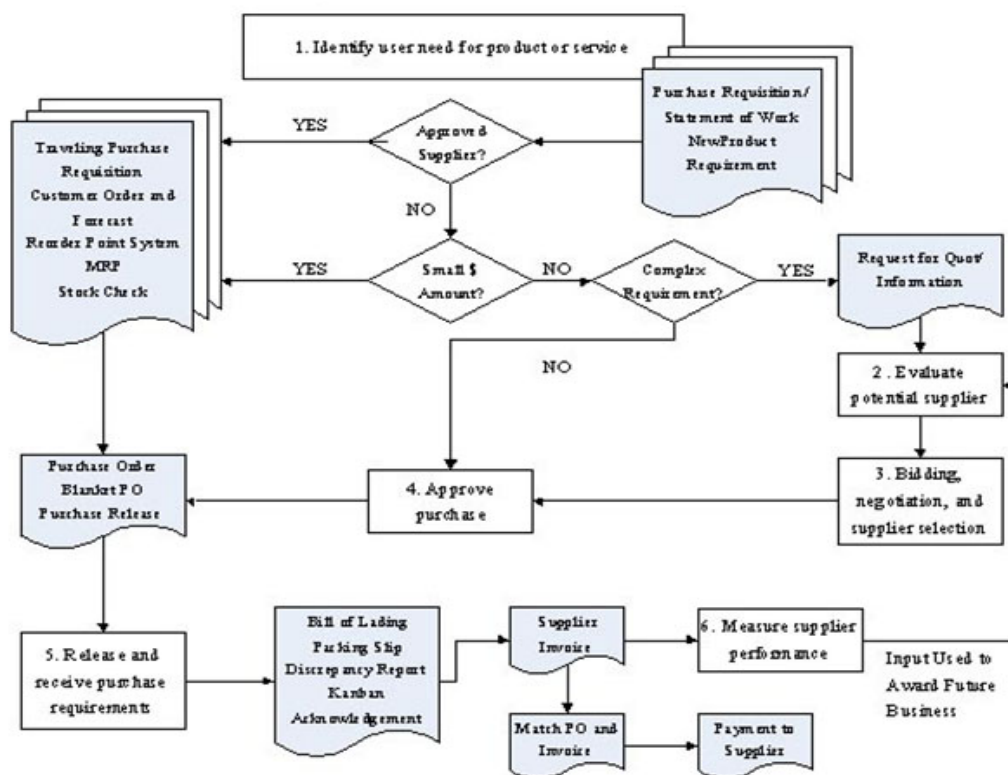 1. Identify user need for product or service
Purchase Requisition/
Statement of Work
NewProduct
Requirement
Approved
Supplier?
YES
Traveling Purchase
Requisition
Customer Order and
Forecast
Reorder Point System
MRP
Stock Check
NO
Small $
Amount?
YES
NO
Complex
Requirement?
YES
Request for Quot/
Information
NO
2 . Evaluate
potential supplier
3. Bidding,
negotiation, and
supplier selection
4. Approve
purchase
Purchase Order
Blanket PO
Purchase Release
5. Release and
receive purchase
requirements
Bill of Lading
Packing Slip
Discrepancy Report
Kanban
Acknowledgement
Supplier
Invoice
6. Measure supplier
performance
Input Used to
Award Future
Business
Match PO and
Invoice
Payment to
Supplier